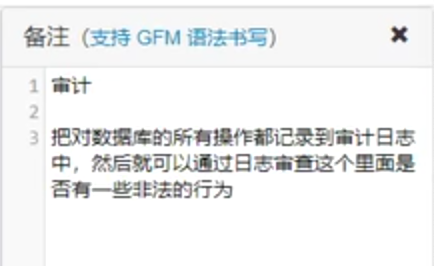 备注（支持 GFM 语法书写） ✖
1 审计
2
3 把对数据库的所有操作都记录到审计日志
中，然后就可以通过日志审查这个里面是
否有一些非法的行为